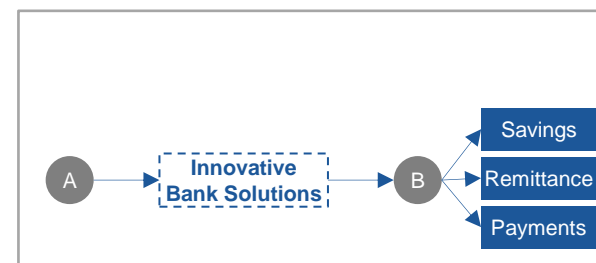 Savings
A
Innovative
Bank Solutions
B
Remittance
Payments